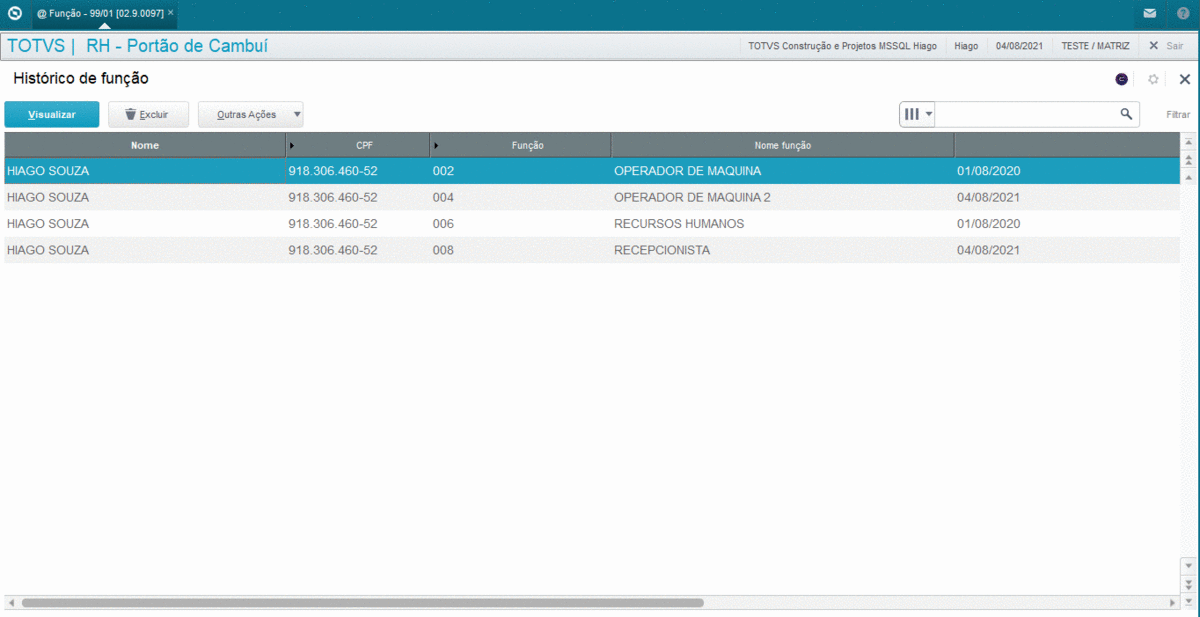 @ Função - 99/01 [02.9.0097] ×
TOTVS | RH - Portão de Cambuí TOTVS Construção e Projetos MSSQL Hiago Hiago 04/08/2021 TESTE / MATRIZ Sair
Histórico de função
Visualizar Excluir Outras Ações Filtrar
Nome CPF Função Nome função
HIAGO SOUZA 918.306.460-52 002 OPERADOR DE MAQUINA 01/08/2020
HIAGO SOUZA 918.306.460-52 004 OPERADOR DE MAQUINA 2 04/08/2021
HIAGO SOUZA 918.306.460-52 006 RECURSOS HUMANOS 01/08/2020
HIAGO SOUZA 918.306.460-52 008 RECEPCIONISTA 04/08/2021